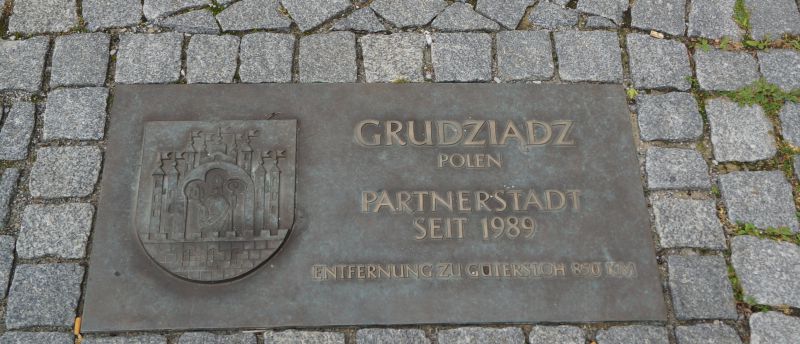 GRUDZIADZ
POLEN
PARTNERSTADT
SEIT 1989
ENTFERNUNG ZU GÜTERSLOH 850 KM